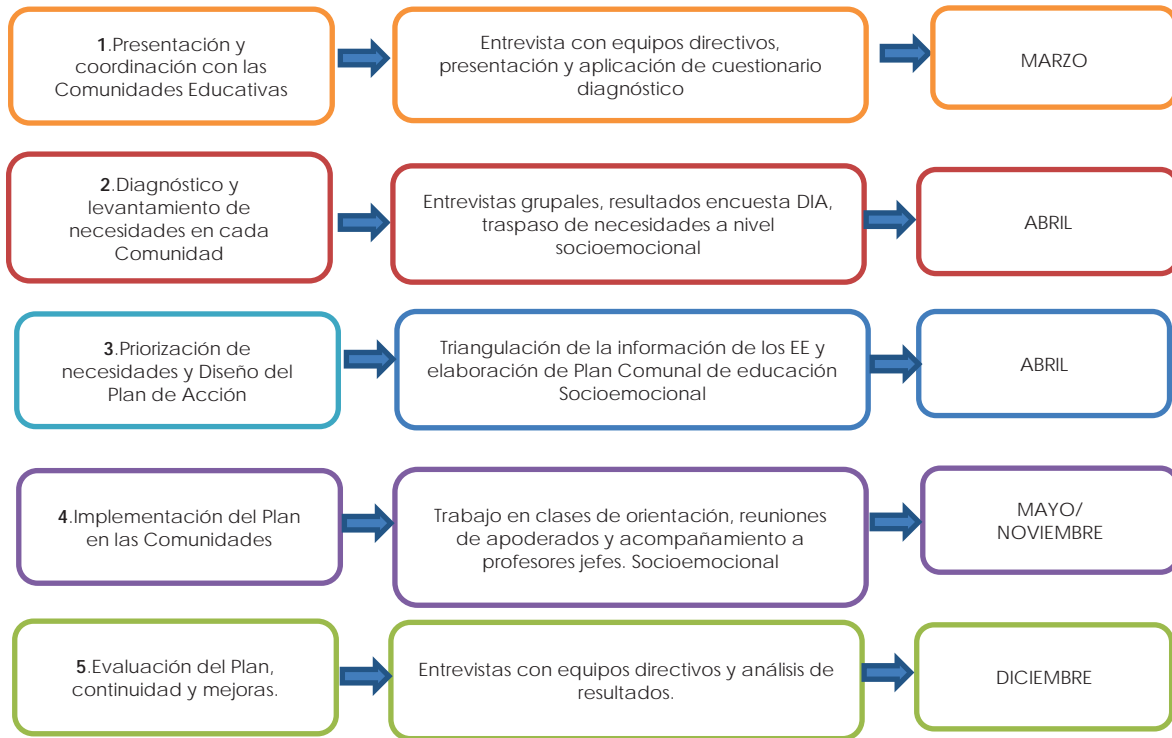 1.Presentación y
coordinación con las
Comunidades Educativas
Entrevista con equipos directivos,
presentación y aplicación de cuestionario
diagnóstico
MARZO
2.Diagnóstico y
levantamiento de
necesidades en cada
Comunidad
Entrevistas grupales, resultados encuesta DIA,
traspaso de necesidades a nivel
socioemocional
ABRIL
3.Priorización de
necesidades y Diseño del
Plan de Acción
Triangulación de la información de los EE y
elaboración de Plan Comunal de educación
Socioemocional
ABRIL
4.Implementación del Plan
en las Comunidades
Trabajo en clases de orientación, reuniones
de apoderados y acompañamiento a
profesores jefes. Socioemocional
MAYO/
NOVIEMBRE
5.Evaluación del Plan,
continuidad y mejoras.
Entrevistas con equipos directivos y análisis de
resultados.
DICIEMBRE